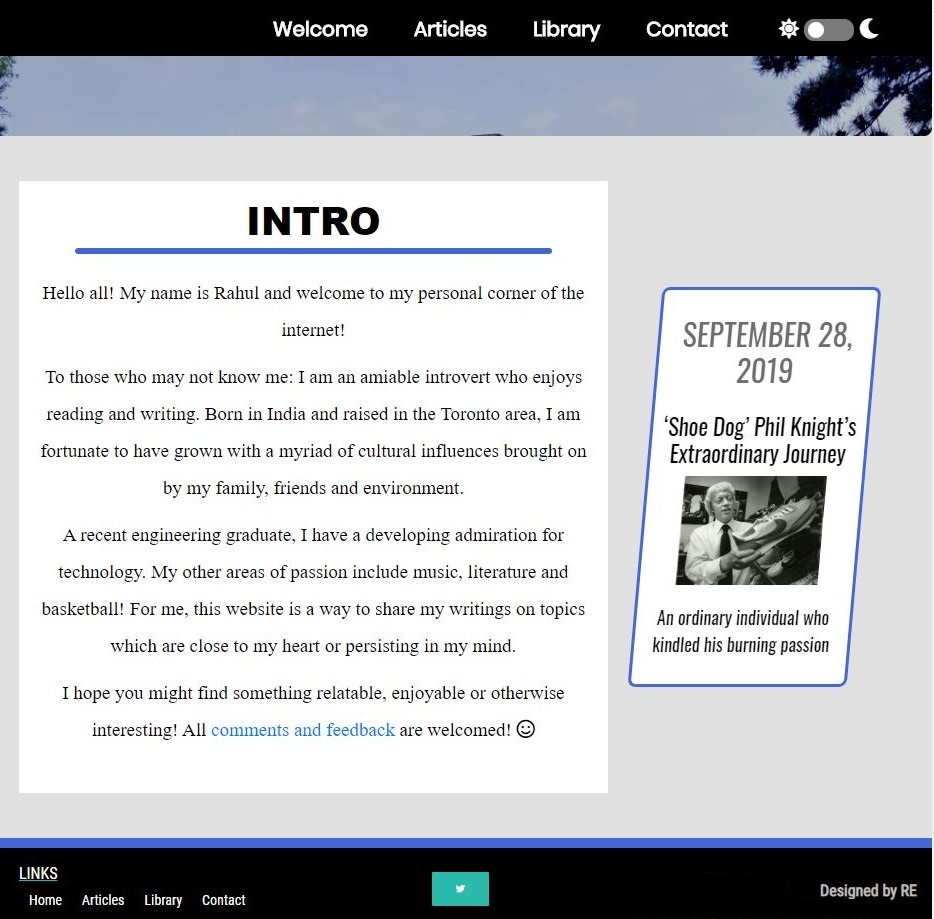 Welcome Articles Library Contact
INTRO
Hello all! My name is Rahul and welcome to my personal corner of the
internet!
To those who may not know me: I am an amiable introvert who enjoys
reading and writing. Born in India and raised in the Toronto area, I am
fortunate to have grown with a myriad of cultural influences brought on
by my family, friends and environment.
A recent engineering graduate, I have a developing admiration for
technology. My other areas of passion include music, literature and
basketball! For me, this website is a way to share my writings on topics
which are close to my heart or persisting in my mind.
I hope you might find something relatable, enjoyable or otherwise
interesting! All comments and feedback are welcomed! ☺
SEPTEMBER 28,
2019
‘Shoe Dog’ Phil Knight’s
Extraordinary Journey
An ordinary individual who
kindled his burning passion
LINKS
Home Articles Library Contact
Designed by RE